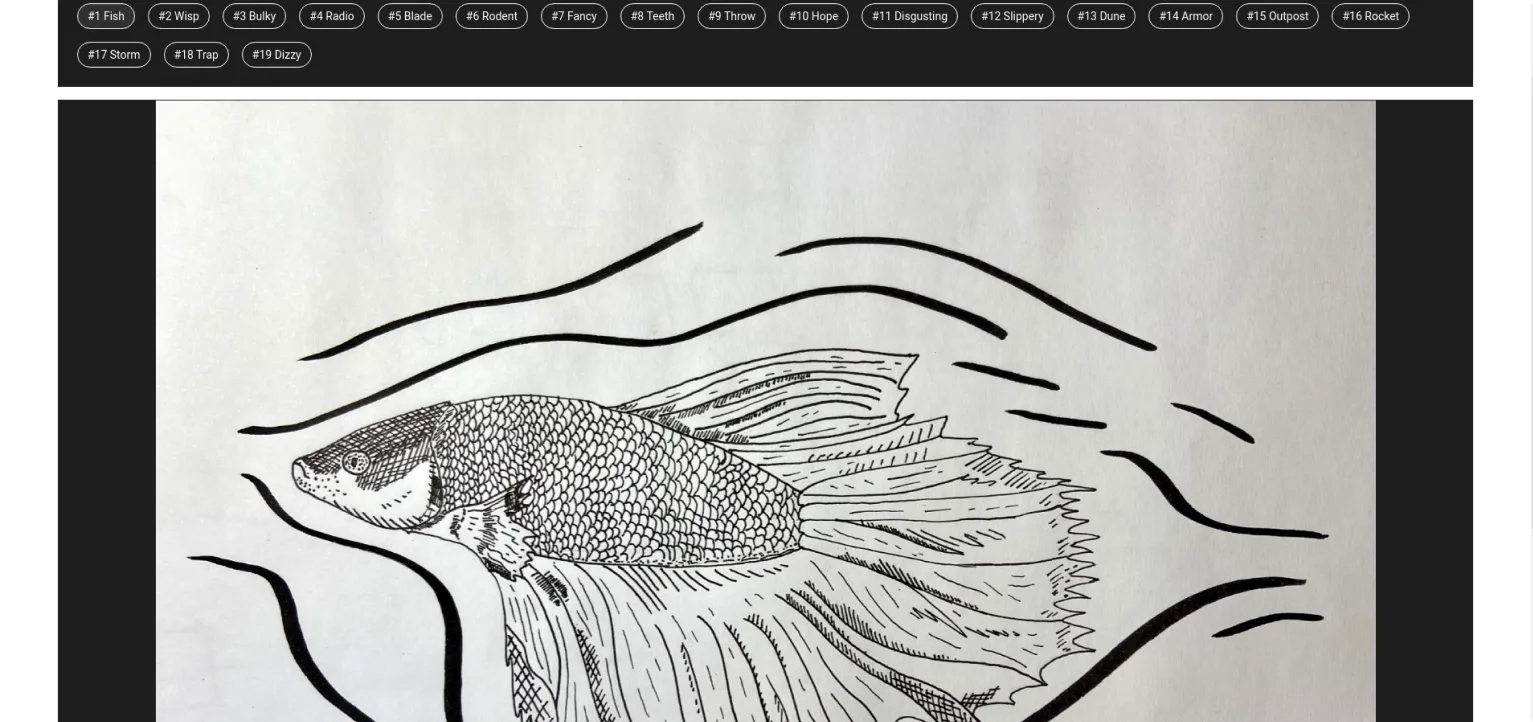 #1 Fish #2 Wisp #3 Bulky #4 Radio #5 Blade #6 Rodent #7 Fancy #8 Teeth #9 Throw #10 Hope #11 Disgusting #12 Slippery #13 Dune #14 Armor #15 Outpost #16 Rocket
#17 Storm #18 Trap #19 Dizzy